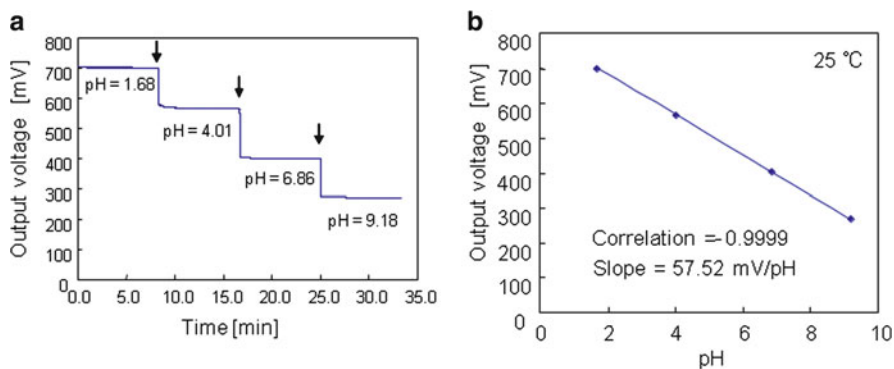 a
800
700
600
500
400
300
200
100
0
Output voltage [mV]
pH = 1.68
pH = 4.01
pH = 6.86
pH = 9.18
0.0 5.0 10.0 15.0 20.0 25.0 30.0 35.0
Time [min]
b
800
700
600
500
400
300
200
100
0
Output voltage [mV]
25 °C
Correlation =-0.9999
Slope = 57.52 mV/pH
0 2 4 6 8 10
pH